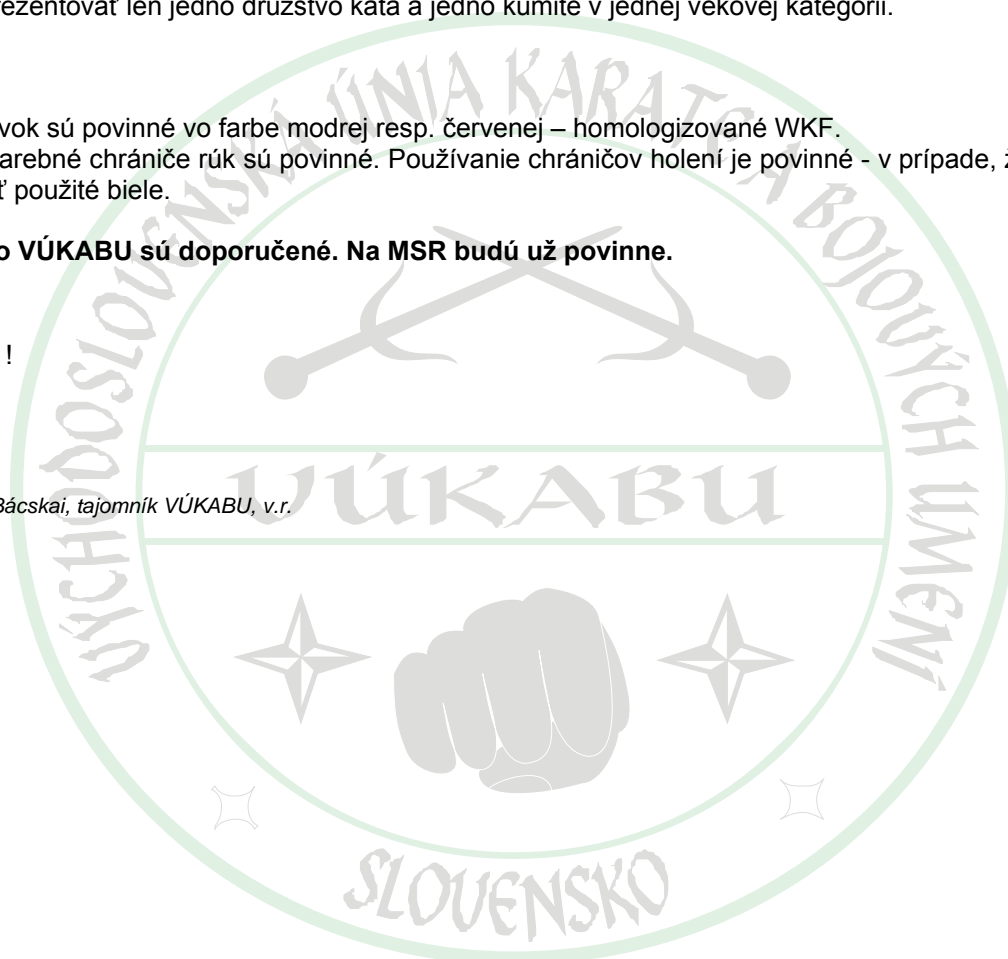 rezentovať len jedno družstvo kata a jedno kumite v jednej vekovej kategórii.
vok sú povinné vo farbe modrej resp. červenej – homologizované WKF.
arebné chrániče rúk sú povinné. Používanie chráničov holení je povinné - v prípade, ž
ť použité biele.
o VÚKABU sú doporučené. Na MSR budú už povinne.
!
Bácskai, tajomník VÚKABU, v.r.
VÝCHODOSLOVENSKÁ ÚNIA KARATE A BOJOVÝCH UMENÍ
VÚKABU
SLOVENSKO